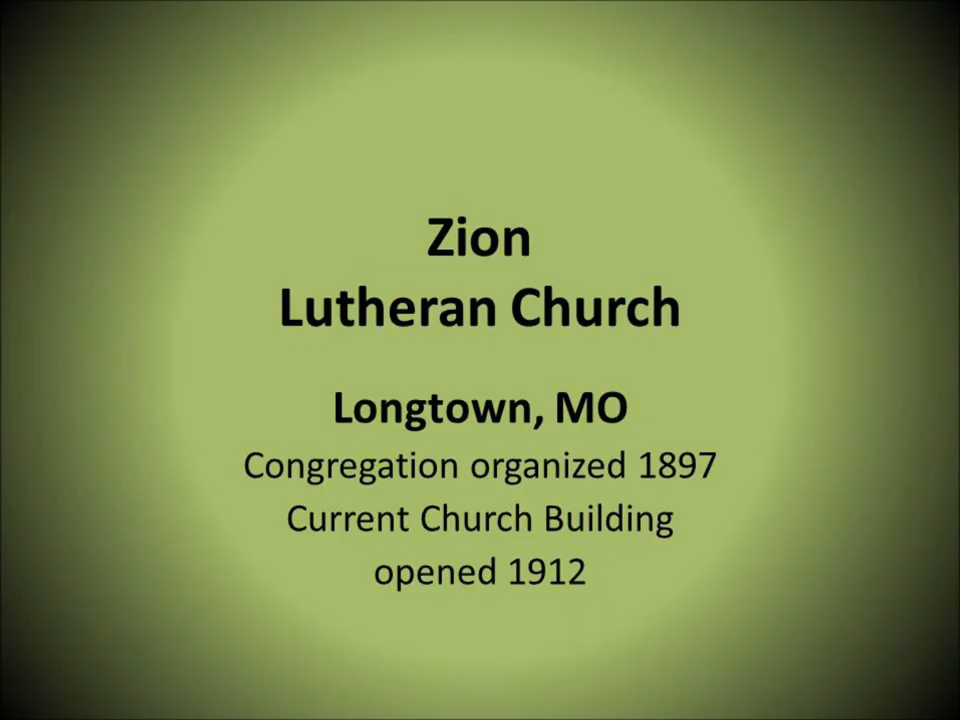 Zion
Lutheran Church
Longtown, MO
Congregation organized 1897
Current Church Building
opened 1912